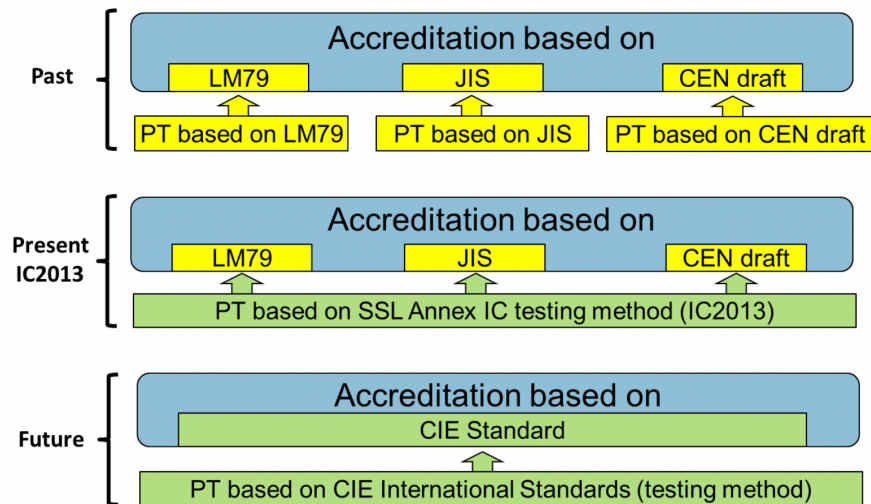 Past
Accreditation based on
LM79
JIS
CEN draft
PT based on LM79
PT based on JIS
PT based on CEN draft
Present
IC2013
Accreditation based on
LM79
JIS
CEN draft
PT based on SSL Annex IC testing method (IC2013)
Future
Accreditation based on
CIE Standard
PT based on CIE International Standards (testing method)